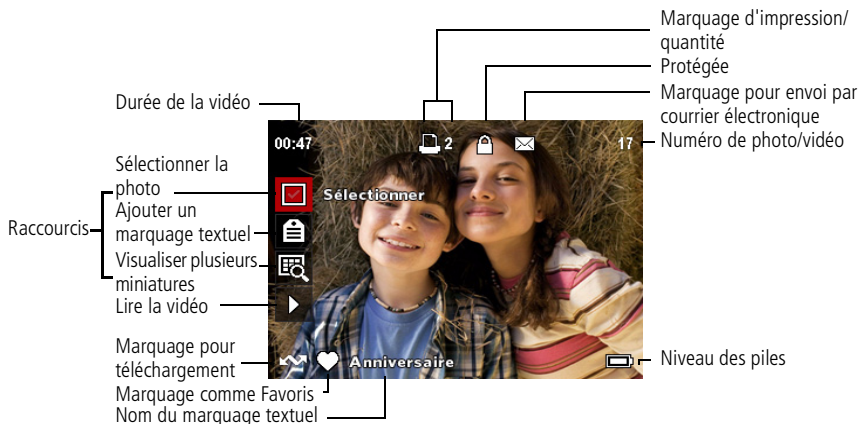 Marquage d'impression/
quantité
Protégée
Marquage pour envoi par
courrier électronique
Numéro de photo/vidéo
Durée de la vidéo
00:47
2
17
Sélectionner la
photo
Sélectionner
Ajouter un
marquage textuel
Raccourcis
Visualiser plusieurs
miniatures
Lire la vidéo
Marquage pour
téléchargement
Anniversaire
Niveau des piles
Marquage comme Favoris
Nom du marquage textuel